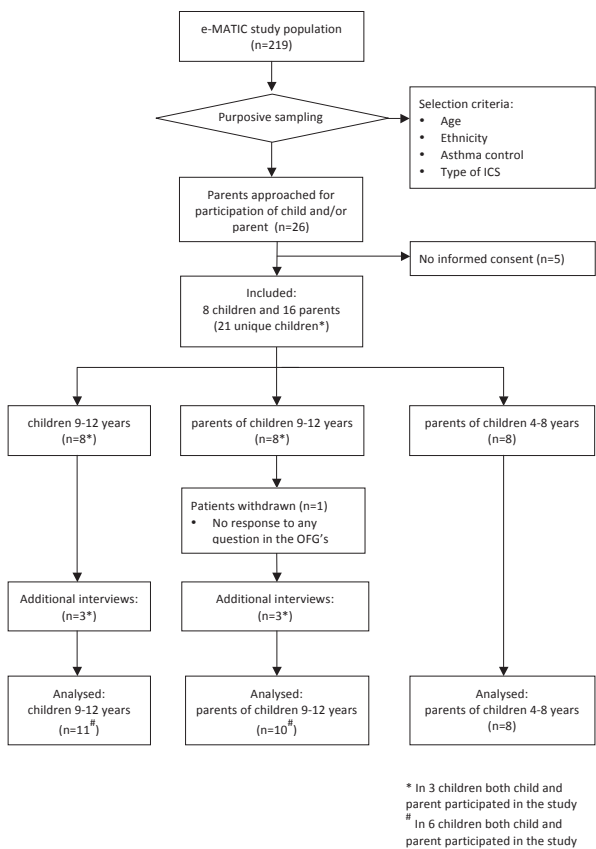 e-MATIC study population
(n=219)
Purposive sampling
Selection criteria:
• Age
• Ethnicity
• Asthma control
• Type of ICS
Parents approached for
participation of child and/or
parent (n=26)
No informed consent (n=5)
Included:
8 children and 16 parents
(21 unique children*)
children 9-12 years
(n=8*)
parents of children 9-12 years
(n=8*)
parents of children 4-8 years
(n=8)
Patients withdrawn (n=1)
• No response to any
question in the OFG's
Additional interviews:
(n=3*)
Additional interviews:
(n=3*)
Analysed:
children 9-12 years
(n=11#)
Analysed:
parents of children 9-12 years
(n=10#)
Analysed:
parents of children 4-8 years
(n=8)
* In 3 children both child and
parent participated in the study
# In 6 children both child and
parent participated in the study